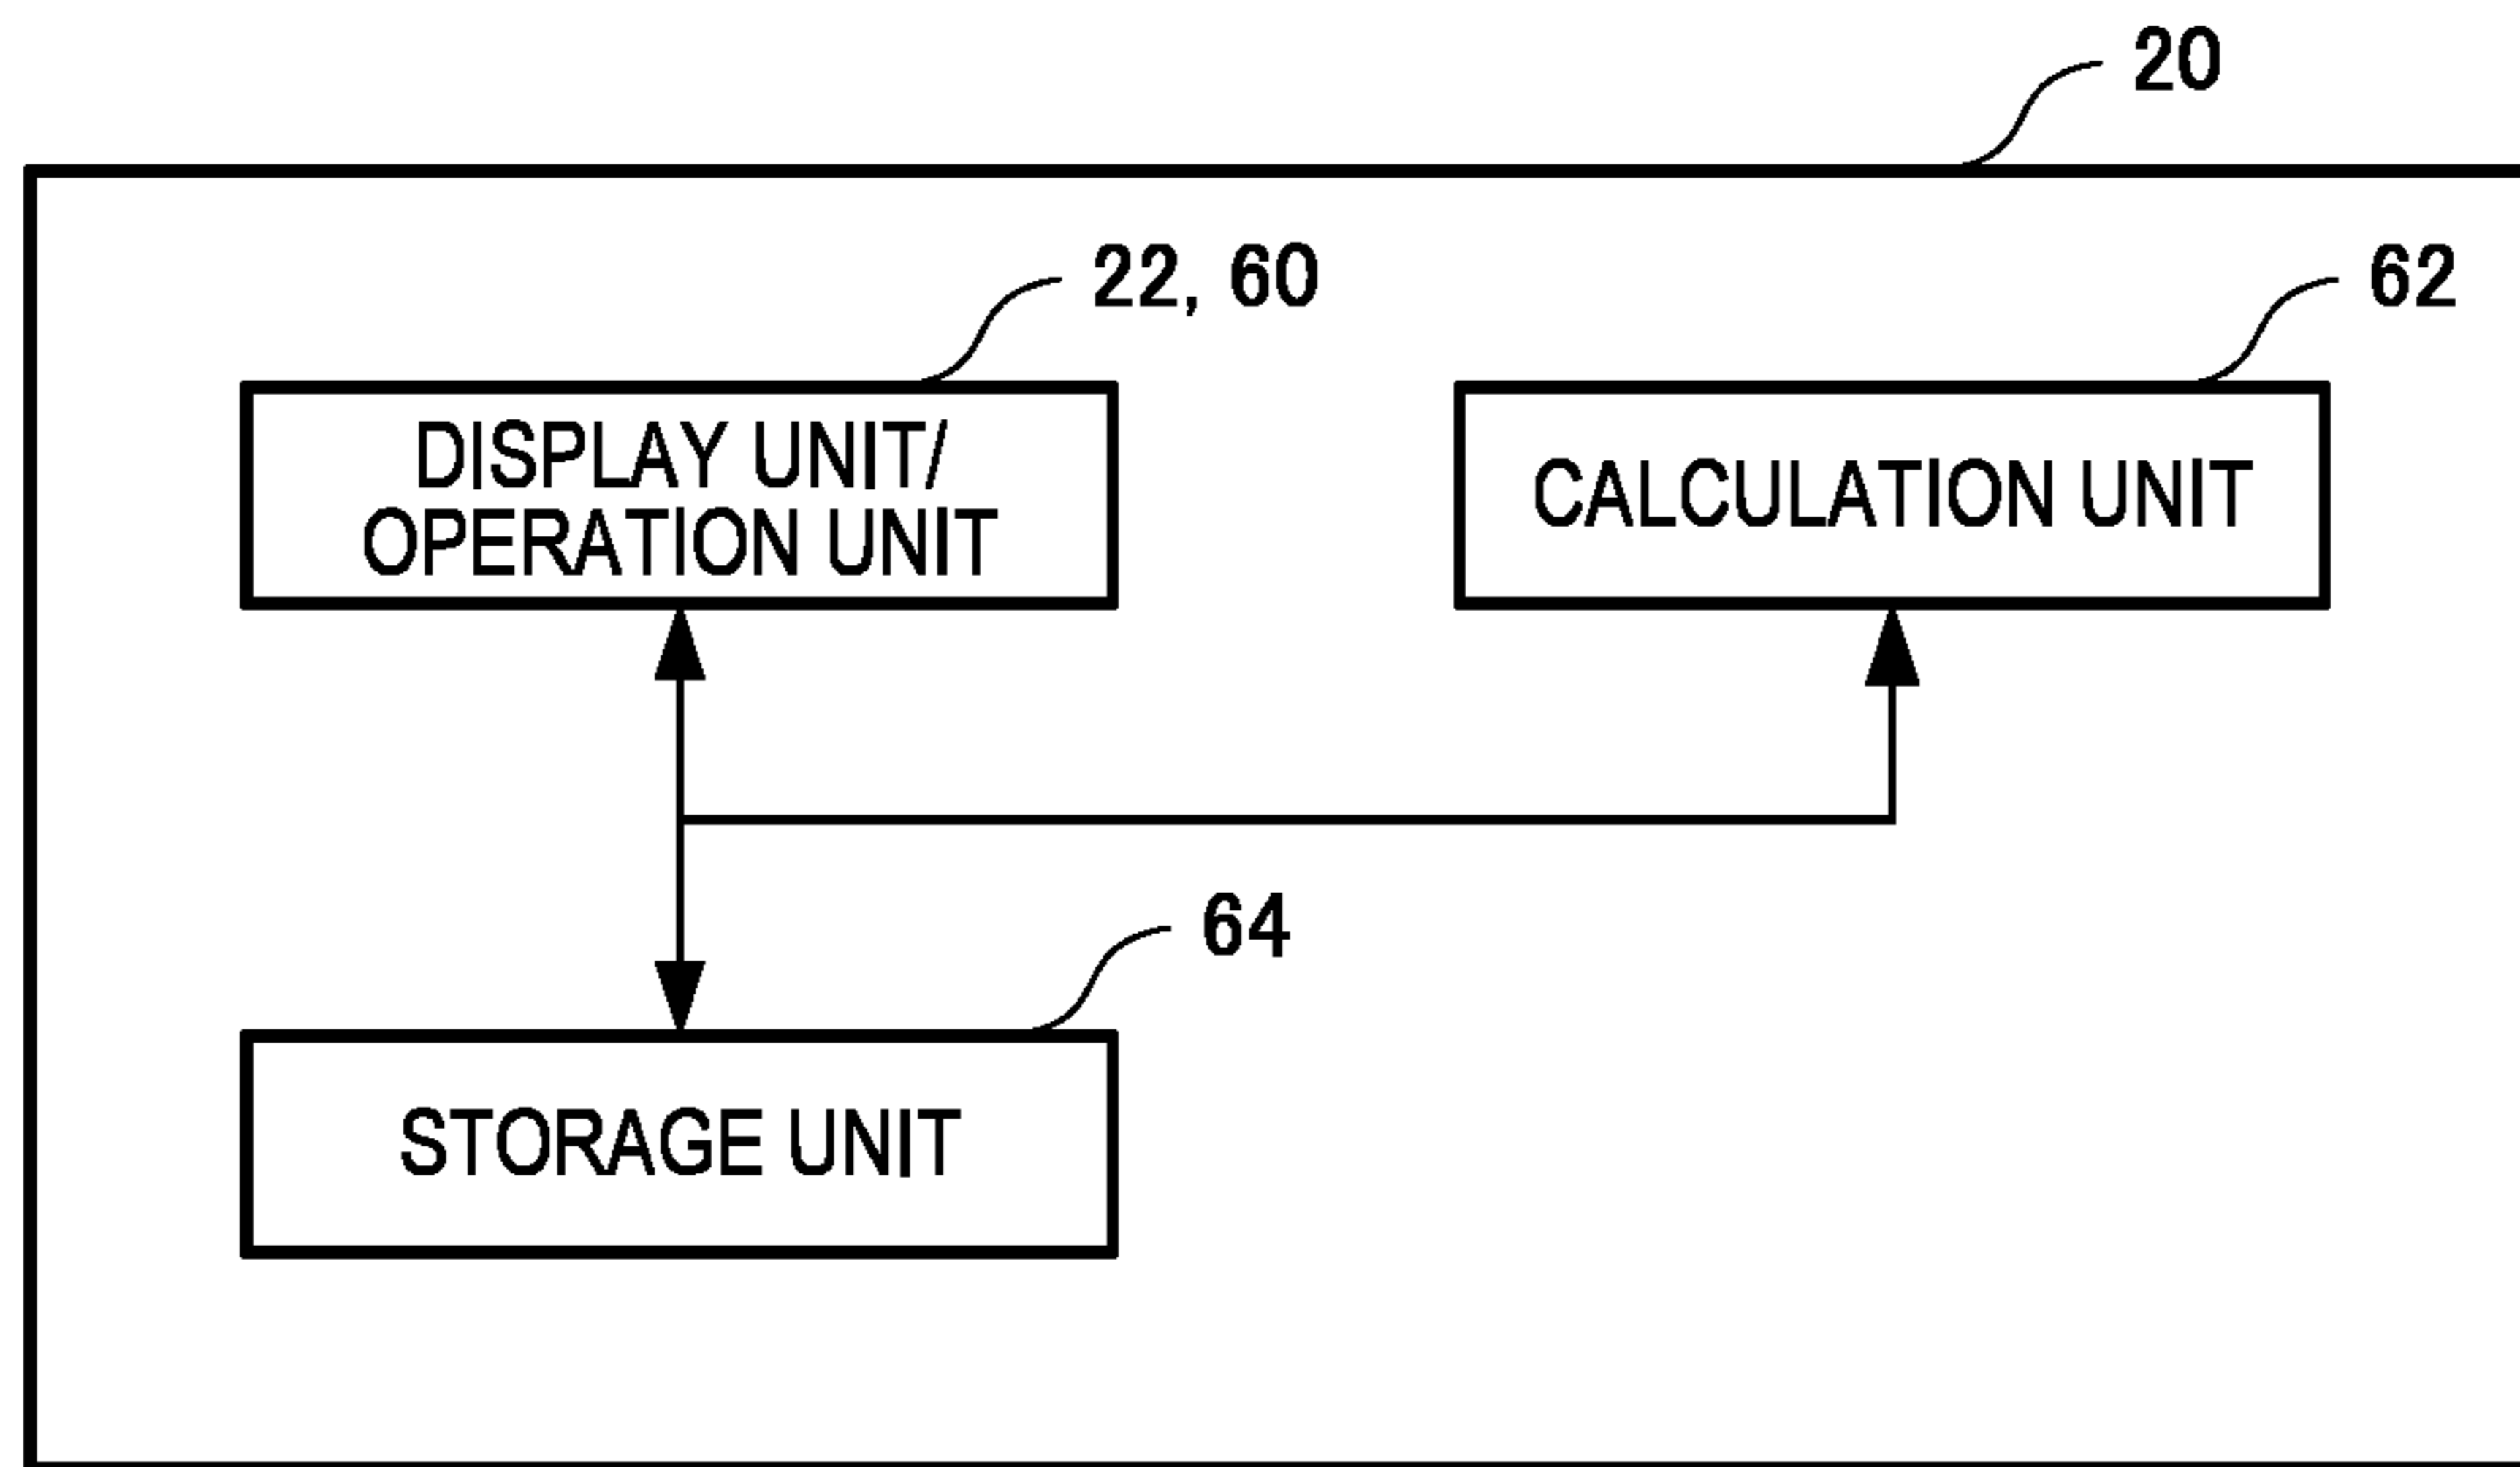 20
22, 60
62
DISPLAY UNIT/
OPERATION UNIT
CALCULATION UNIT
64
STORAGE UNIT